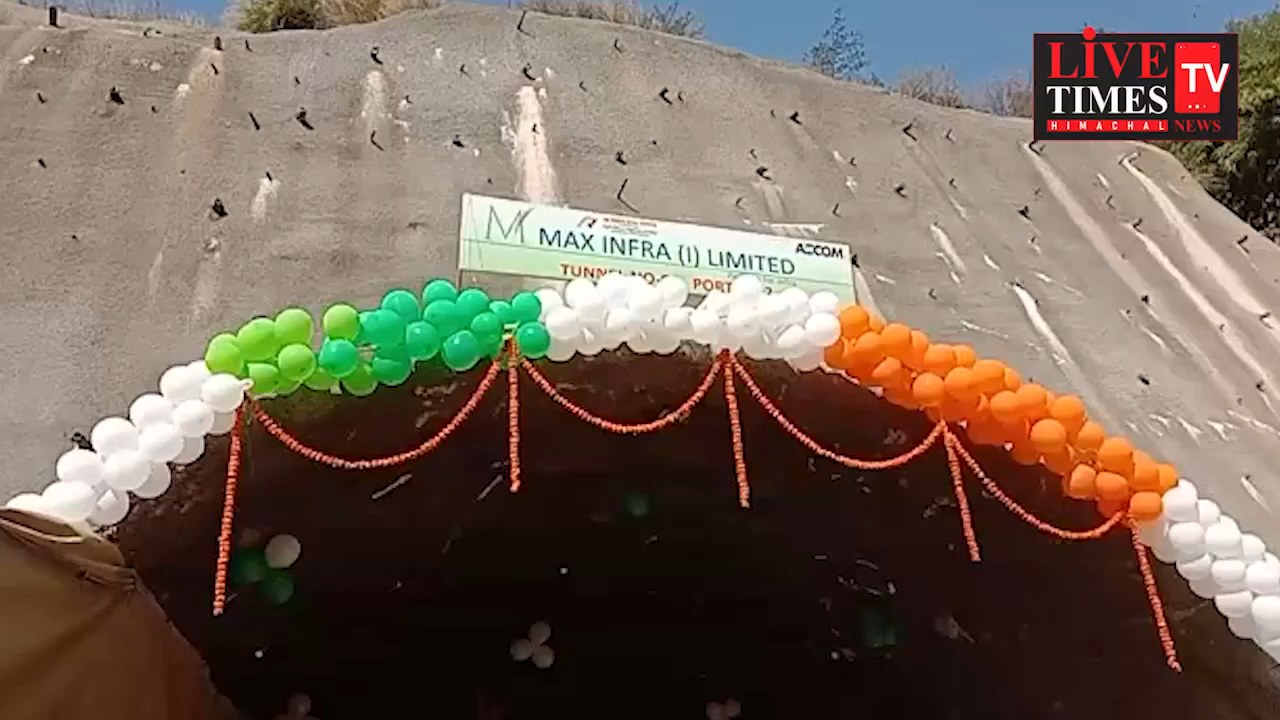 LiVE
TIMES
TV
HIMACHAL NEWS
M
AECOM
MAX INFRA (I) LIMITED
TUNNEL NO- PORT